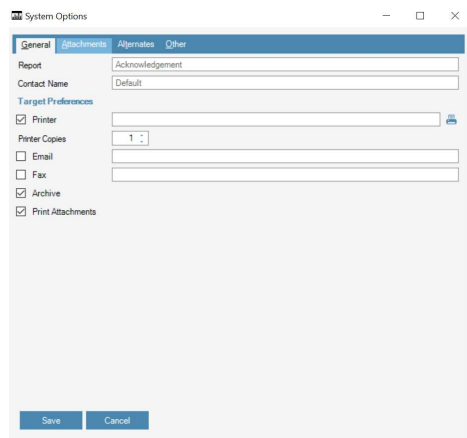 System Options
General Attachments Alternates Other
Report Acknowledgement
Contact Name Default
Target Preferences
Printer
Printer Copies 1
Email
Fax
Archive
Print Attachments
Save Cancel